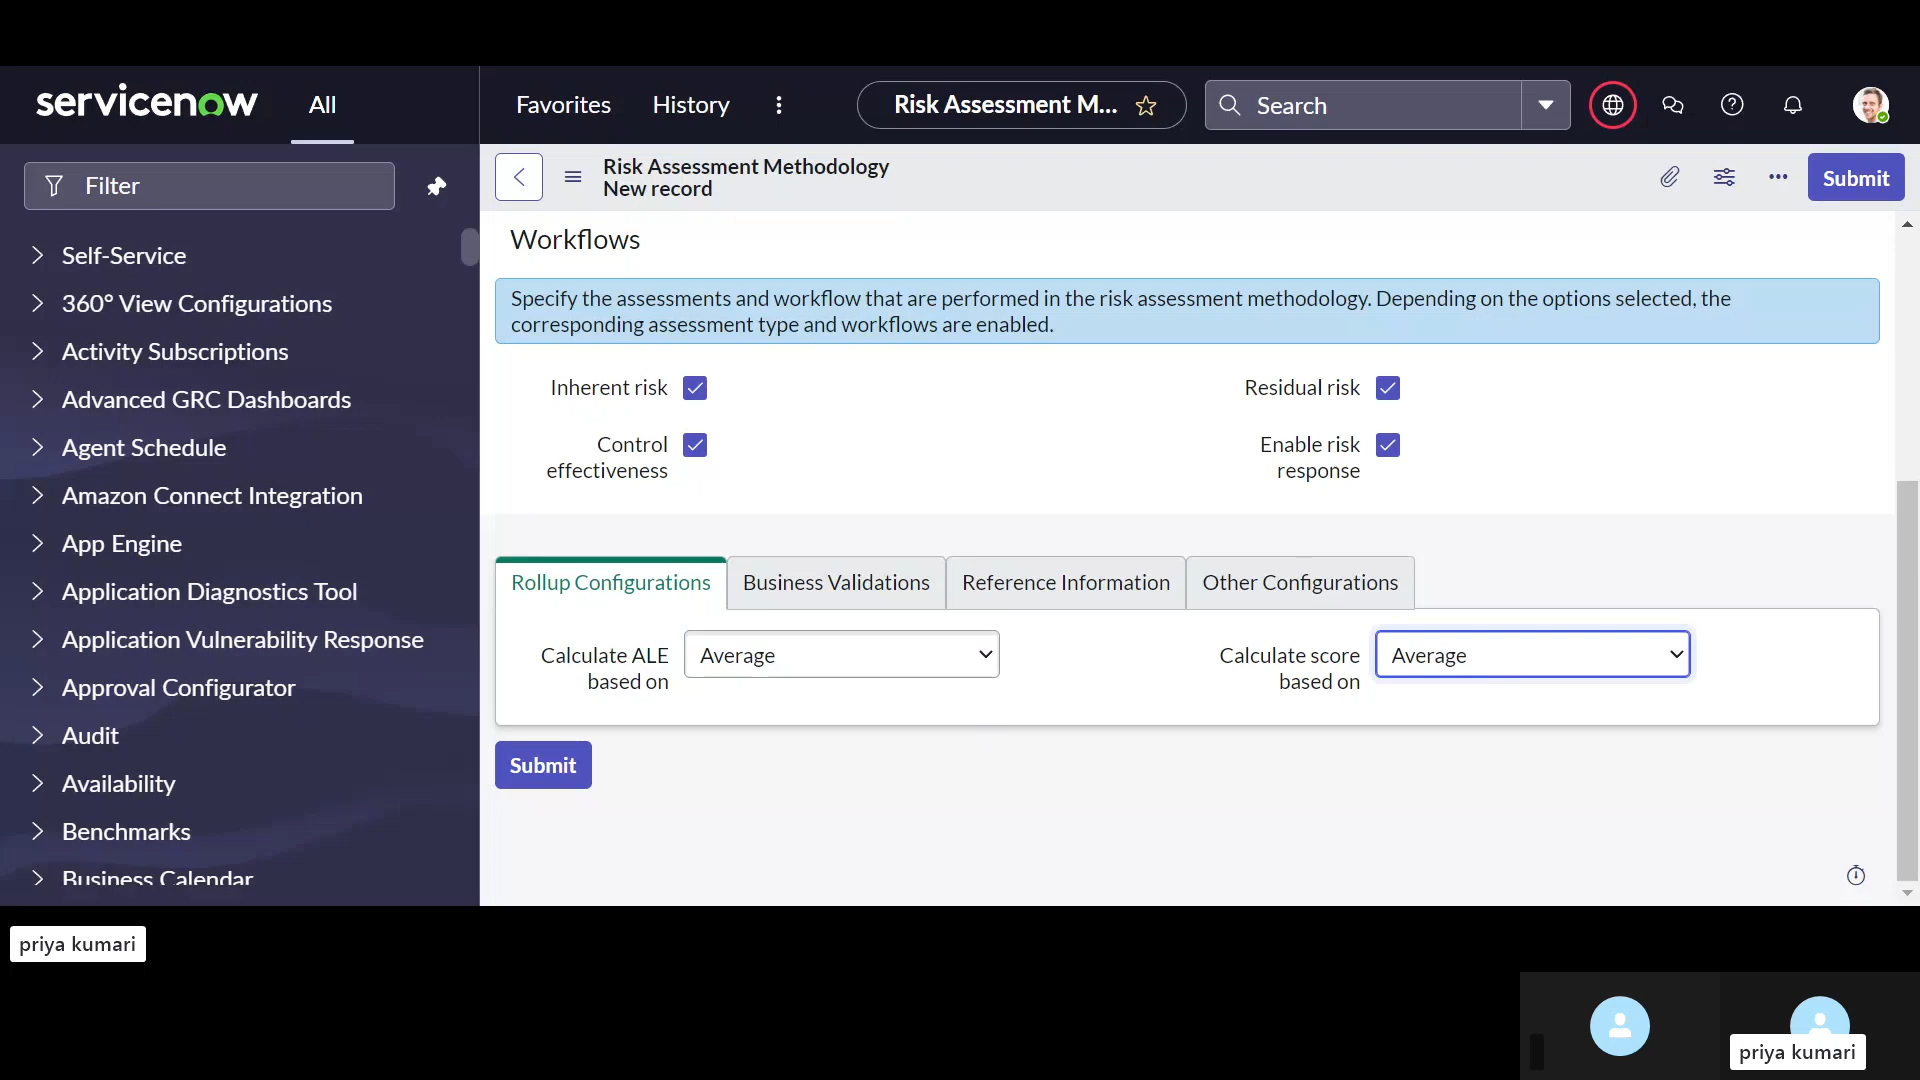 servicenow
All
Favorites
History
Risk Assessment M...
Search
Filter
Risk Assessment Methodology
New record
Submit
Self-Service
360° View Configurations
Activity Subscriptions
Advanced GRC Dashboards
Agent Schedule
Amazon Connect Integration
App Engine
Application Diagnostics Tool
Application Vulnerability Response
Approval Configurator
Audit
Availability
Benchmarks
Business Calendar
Workflows
Specify the assessments and workflow that are performed in the risk assessment methodology. Depending on the options selected, the
corresponding assessment type and workflows are enabled.
Inherent risk
Residual risk
Control
effectiveness
Enable risk
response
Rollup Configurations
Business Validations
Reference Information
Other Configurations
Calculate ALE
based on
Average
Calculate score
based on
Average
Submit
priya kumari
priya kumari